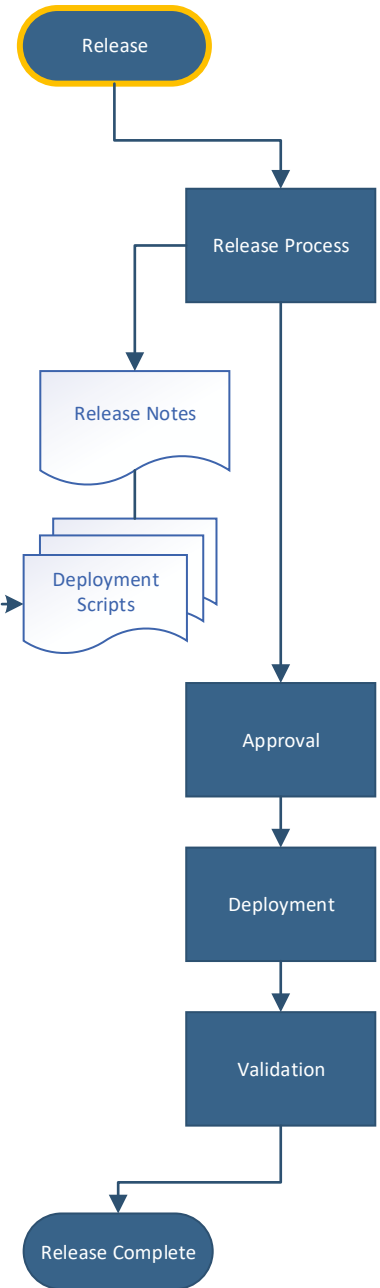 Release
Release Process
Release Notes
Deployment
Scripts
Approval
Deployment
Validation
Release Complete